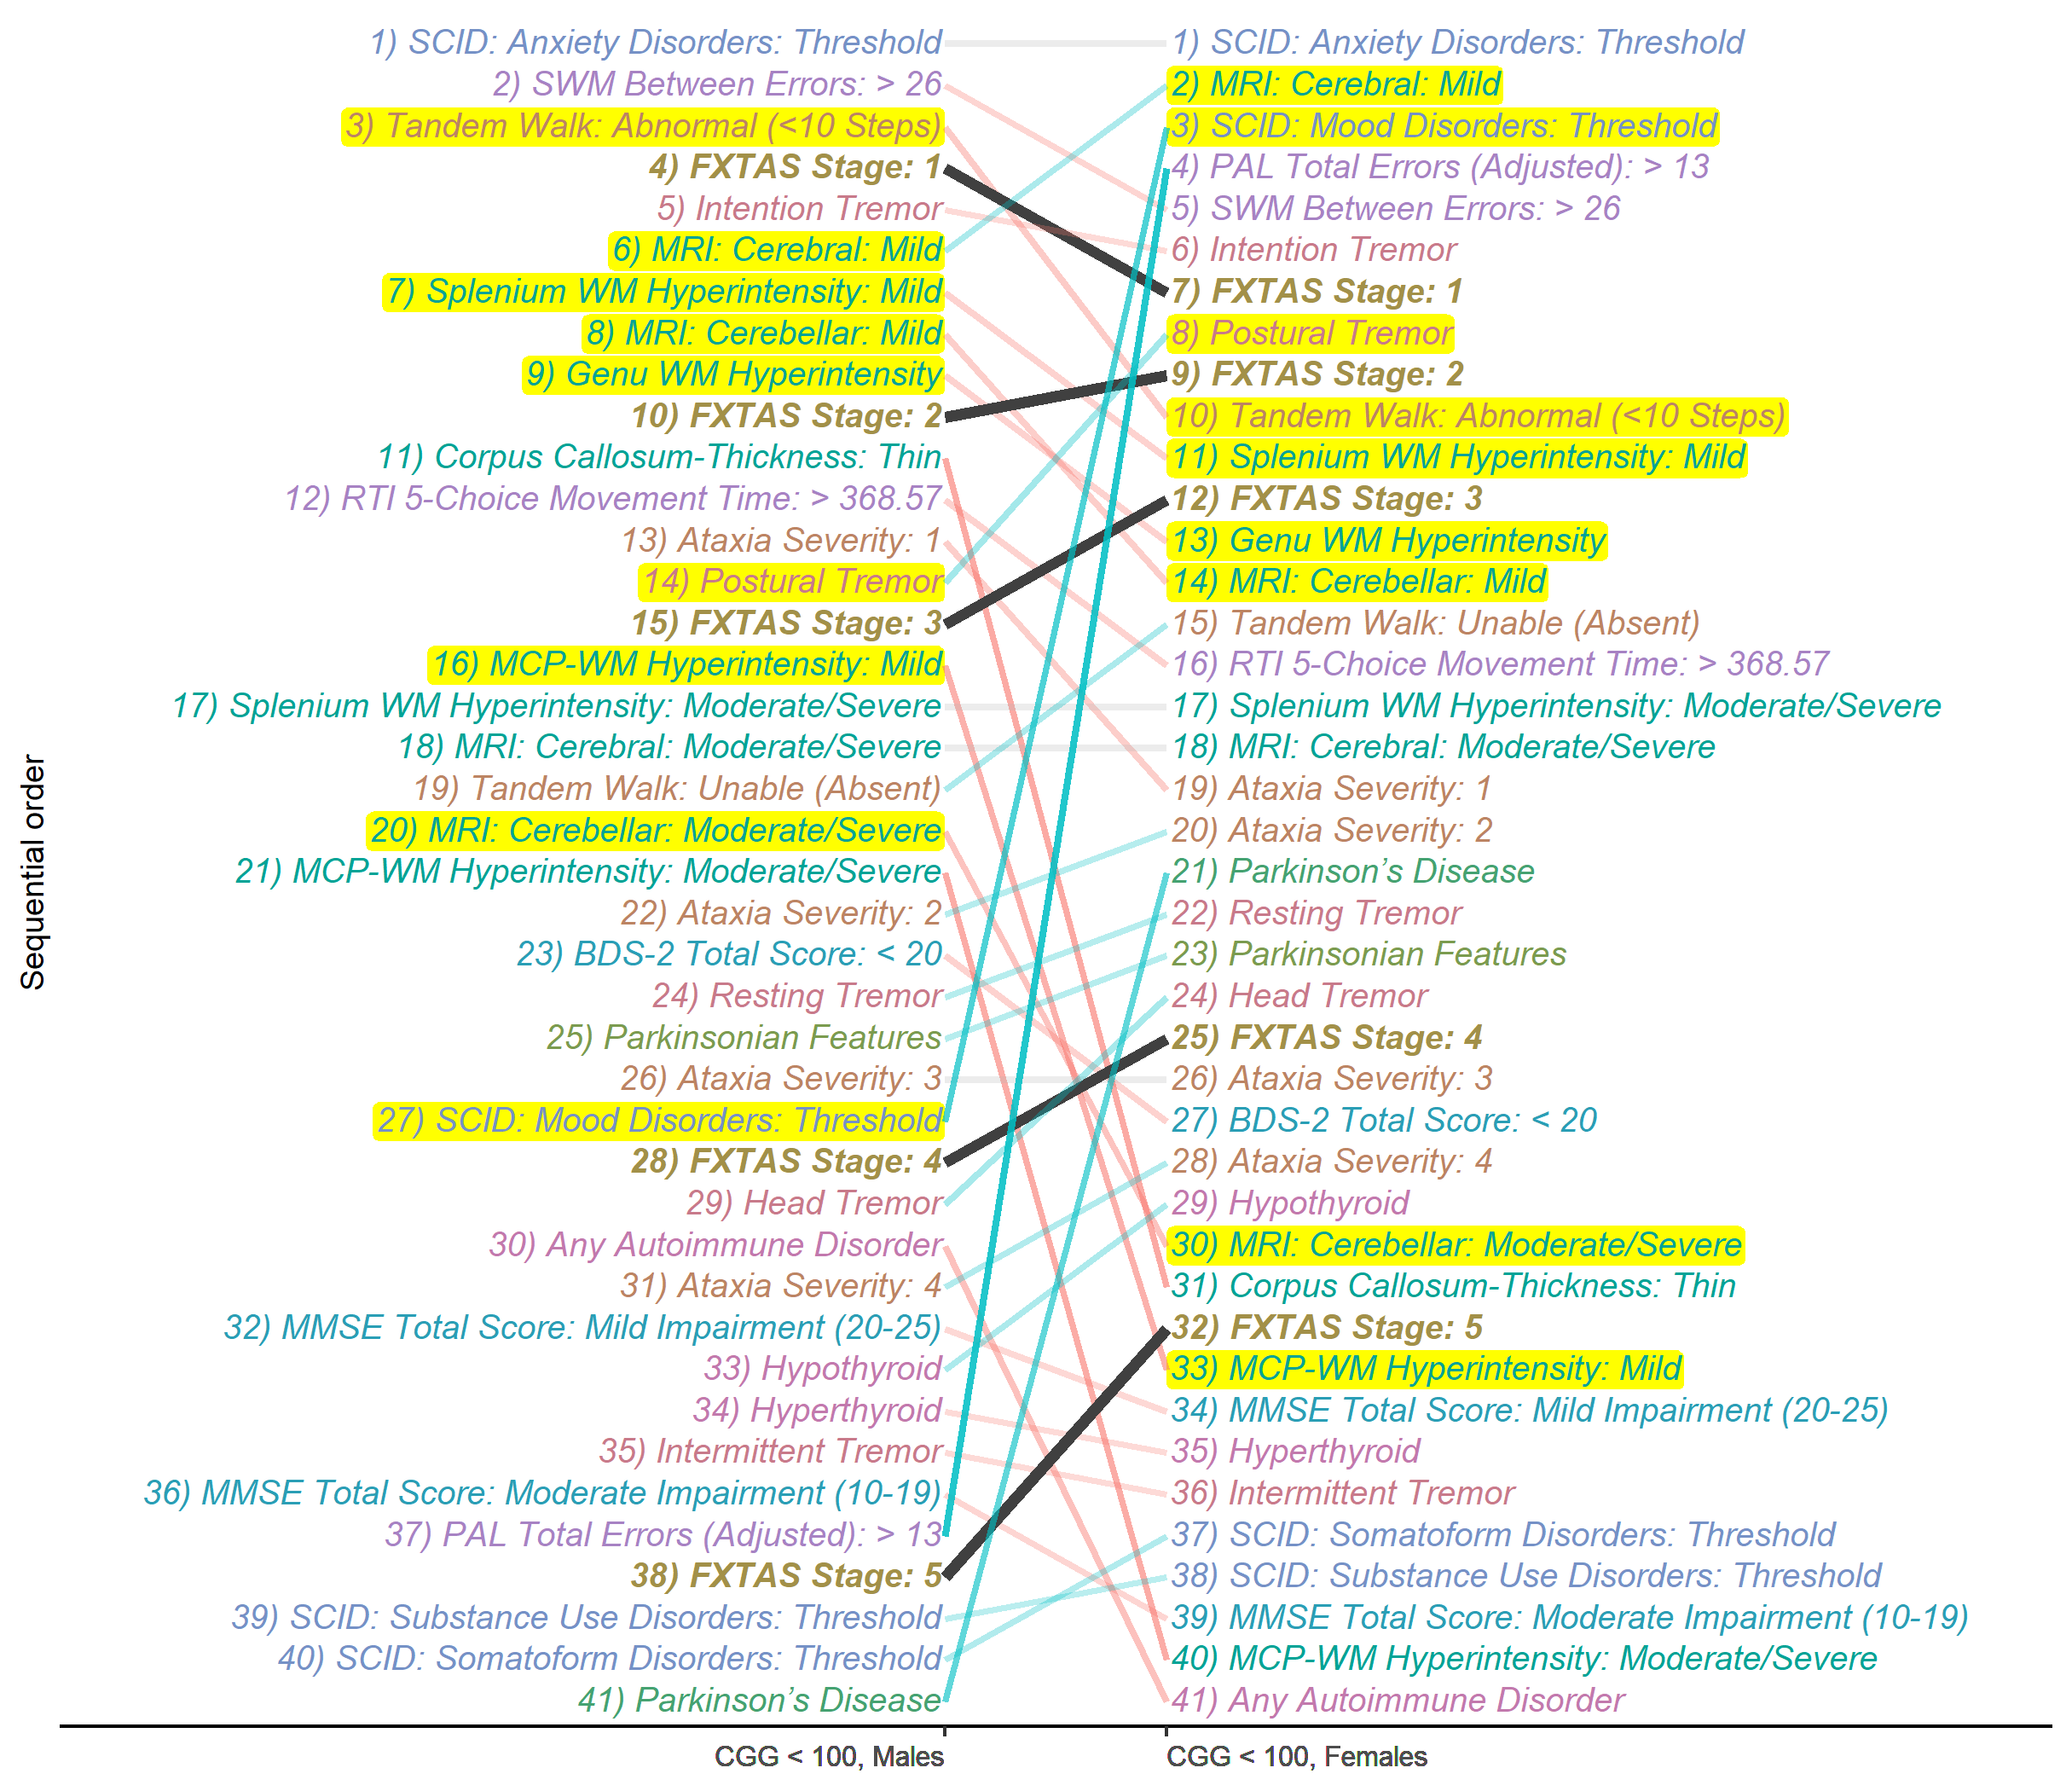 Sequential order
1) SCID: Anxiety Disorders: Threshold
2) SWM Between Errors: > 26
3) Tandem Walk: Abnormal (<10 Steps)
4) FXTAS Stage: 1
5) Intention Tremor
6) MRI: Cerebral: Mild
7) Splenium WM Hyperintensity: Mild
8) MRI: Cerebellar: Mild
9) Genu WM Hyperintensity
10) FXTAS Stage: 2
11) Corpus Callosum-Thickness: Thin
12) RTI 5-Choice Movement Time: > 368.57
13) Ataxia Severity: 1
14) Postural Tremor
15) FXTAS Stage: 3
16) MCP-WM Hyperintensity: Mild
17) Splenium WM Hyperintensity: Moderate/Severe
18) MRI: Cerebral: Moderate/Severe
19) Tandem Walk: Unable (Absent)
20) MRI: Cerebellar: Moderate/Severe
21) MCP-WM Hyperintensity: Moderate/Severe
22) Ataxia Severity: 2
23) BDS-2 Total Score: < 20
24) Resting Tremor
25) Parkinsonian Features
26) Ataxia Severity: 3
27) SCID: Mood Disorders: Threshold
28) FXTAS Stage: 4
29) Head Tremor
30) Any Autoimmune Disorder
31) Ataxia Severity: 4
32) MMSE Total Score: Mild Impairment (20-25)
33) Hypothyroid
34) Hyperthyroid
35) Intermittent Tremor
36) MMSE Total Score: Moderate Impairment (10-19)
37) PAL Total Errors (Adjusted): > 13
38) FXTAS Stage: 5
39) SCID: Substance Use Disorders: Threshold
40) SCID: Somatoform Disorders: Threshold
41) Parkinson's Disease
CGG < 100, Males
1) SCID: Anxiety Disorders: Threshold
2) MRI: Cerebral: Mild
3) SCID: Mood Disorders: Threshold
4) PAL Total Errors (Adjusted): > 13
5) SWM Between Errors: > 26
6) Intention Tremor
7) FXTAS Stage: 1
8) Postural Tremor
9) FXTAS Stage: 2
10) Tandem Walk: Abnormal (<10 Steps)
11) Splenium WM Hyperintensity: Mild
12) FXTAS Stage: 3
13) Genu WM Hyperintensity
14) MRI: Cerebellar: Mild
15) Tandem Walk: Unable (Absent)
16) RTI 5-Choice Movement Time: > 368.57
17) Splenium WM Hyperintensity: Moderate/Severe
18) MRI: Cerebral: Moderate/Severe
19) Ataxia Severity: 1
20) Ataxia Severity: 2
21) Parkinson's Disease
22) Resting Tremor
23) Parkinsonian Features
24) Head Tremor
25) FXTAS Stage: 4
26) Ataxia Severity: 3
27) BDS-2 Total Score: < 20
28) Ataxia Severity: 4
29) Hypothyroid
30) MRI: Cerebellar: Moderate/Severe
31) Corpus Callosum-Thickness: Thin
32) FXTAS Stage: 5
33) MCP-WM Hyperintensity: Mild
34) MMSE Total Score: Mild Impairment (20-25)
35) Hyperthyroid
36) Intermittent Tremor
37) SCID: Somatoform Disorders: Threshold
38) SCID: Substance Use Disorders: Threshold
39) MMSE Total Score: Moderate Impairment (10-19)
40) MCP-WM Hyperintensity: Moderate/Severe
41) Any Autoimmune Disorder
CGG < 100, Females